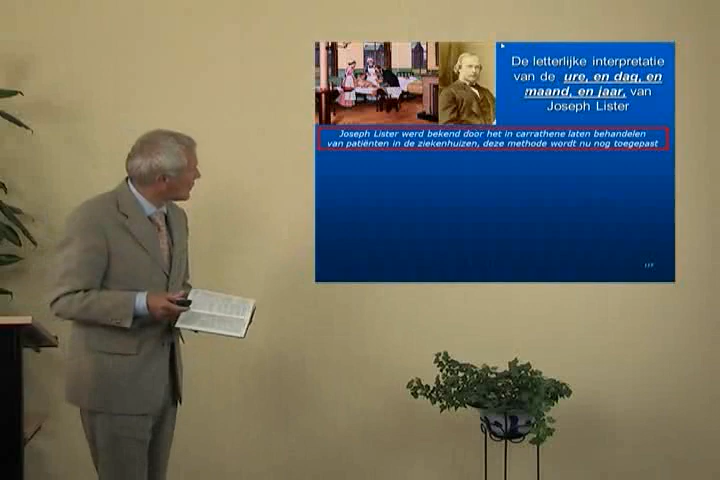 De letterlijke interpretatie
van de ure, en dag, en
maand, en jaar, van
Joseph Lister
Joseph Lister werd bekend door het in carrathene laten behandelen
van patiënten in de ziekenhuizen, deze methode wordt nu nog toegepast